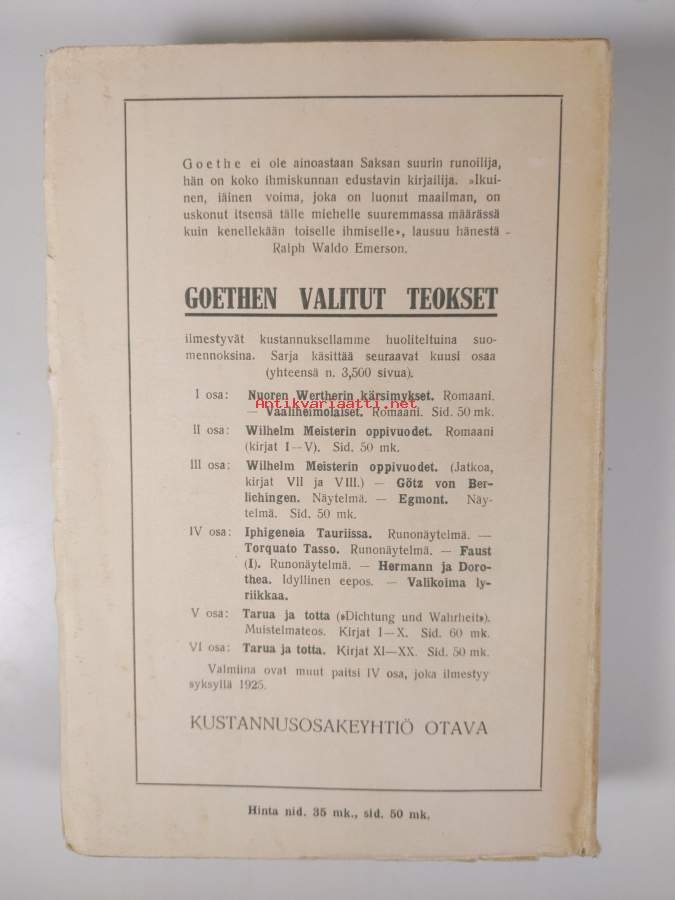 Goethe ei ole ainoastaan Saksan suurin runoilija,
hän on koko ihmiskunnan edustavin kirjailija. »Ikui-
nen, iäinen voima, joka on luonut maailman, on
uskonut itsensä tälle miehelle suuremmassa määrässä
kuin kenellekään toiselle ihmiselle», lausuu hänestä -
Ralph Waldo Emerson.
GOETHEN VALITUT TEOKSET
ilmestyvät kustannuksellamme huoliteltuina suo-
mennoksina. Sarja käsittää seuraavat kuusi osaa
(yhteensä n. 3,500 sivua).
I osa: Nuoren Wertherin kärsimykset. Romaani.
Antikvariaatti.net
— Vaaliheimolaiset. Romaani. Sid. 50 mk.
II osa: Wilhelm Meisterin oppivuodet. Romaani
(kirjat I—V). Sid. 50 mk.
III osa: Wilhelm Meisterin oppivuodet. (Jatkoa,
kirjat VII ja VIII.) — Götz von Ber-
lichingen. Näytelmä. — Egmont. Näy-
telmä. Sid. 50 mk.
IV osa: Iphigeneia Tauriissa. Runonäytelmä. —
Torquato Tasso. Runonäytelmä. — Faust
(I). Runonäytelmä. — Hermann ja Doro-
thea. Idyllinen eepos. — Valikoima ly-
riikkaa.
V osa: Tarua ja totta (»Dichtung und Wahrheit»).
Muistelmateos. Kirjat I—X. Sid. 60 mk.
VI osa: Tarua ja totta. Kirjat XI—XX. Sid. 50 mk.
Valmiina ovat muut paitsi IV osa, joka ilmestyy
syksyllä 1925.
KUSTANNUSOSAKEYHTIÖ OTAVA
Hinta nid. 35 mk., sid. 50 mk.